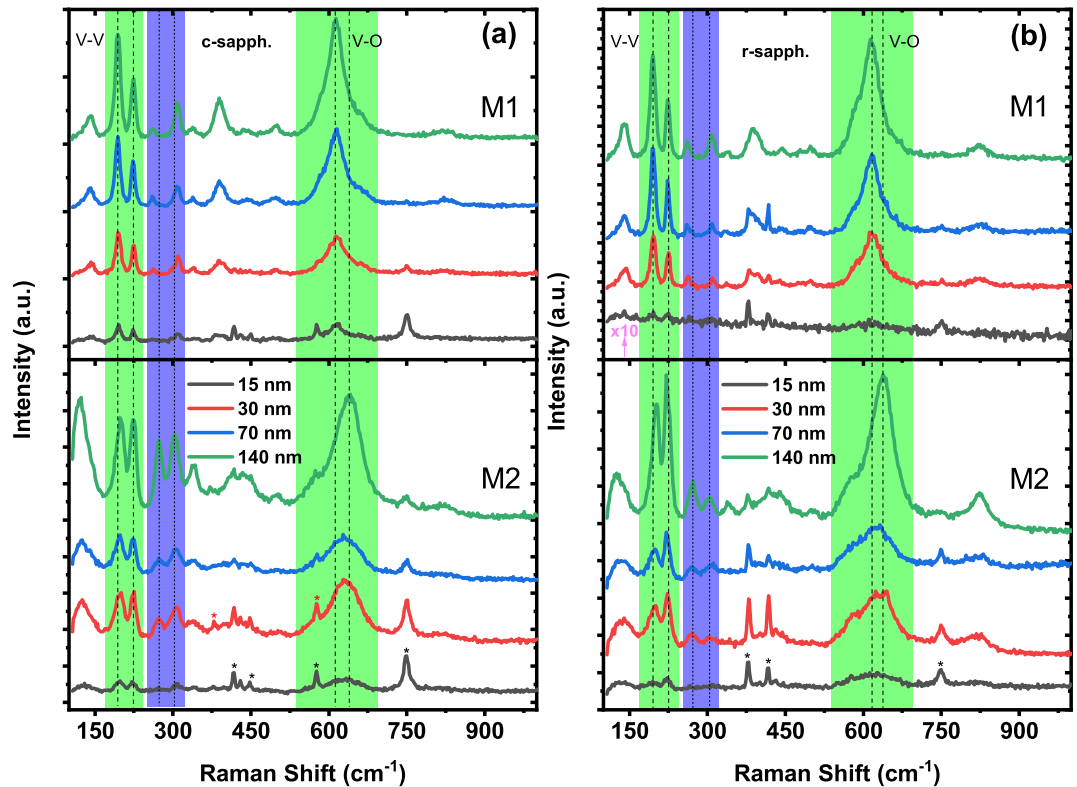 V-V
c-sapph.
V-O
(a)
M1
15 nm
30 nm
70 nm
140 nm
M2
* * * * * * *
150 300 450 600 750 900
Raman Shift (cm-1)
Intensity (a.u.)
V-V
r-sapph.
V-O
(b)
M1
x10
15 nm
30 nm
70 nm
140 nm
M2
* * *
150 300 450 600 750 900
Raman Shift (cm-1)
Intensity (a.u.)